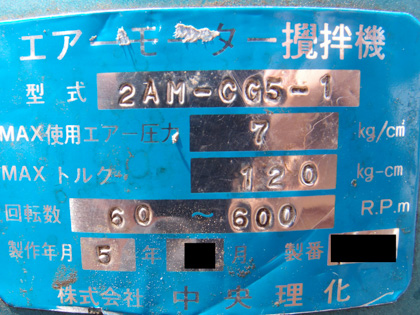 エアーモーター攪拌機
型式 2AM-CG5-1
MAX使用エアー圧力 7 kg/cm²
MAXトルク 120 kg-cm
回転数 60 ～ 600 R.P.m
製作年月 5 年 月 製番
株式会社 中央理化